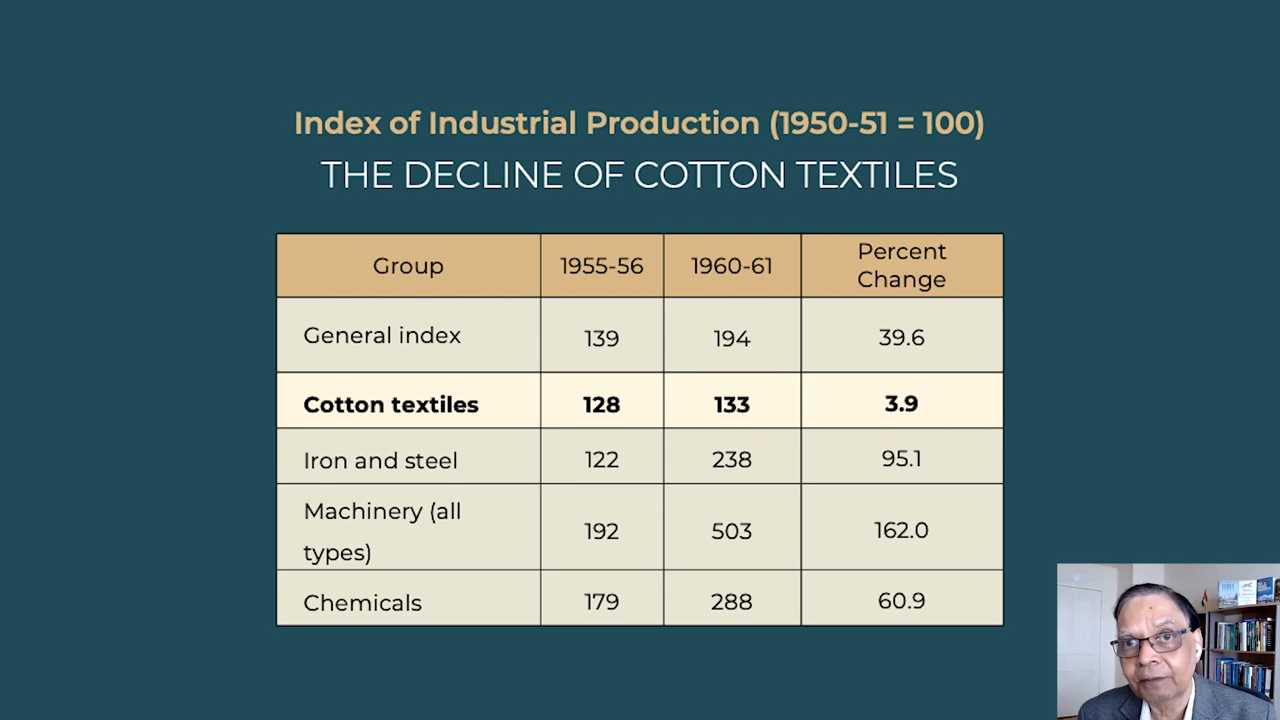 Index of Industrial Production (1950-51 = 100)
THE DECLINE OF COTTON TEXTILES
Group 1955-56 1960-61 Percent Change
General index 139 194 39.6
Cotton textiles 128 133 3.9
Iron and steel 122 238 95.1
Machinery (all types) 192 503 162.0
Chemicals 179 288 60.9